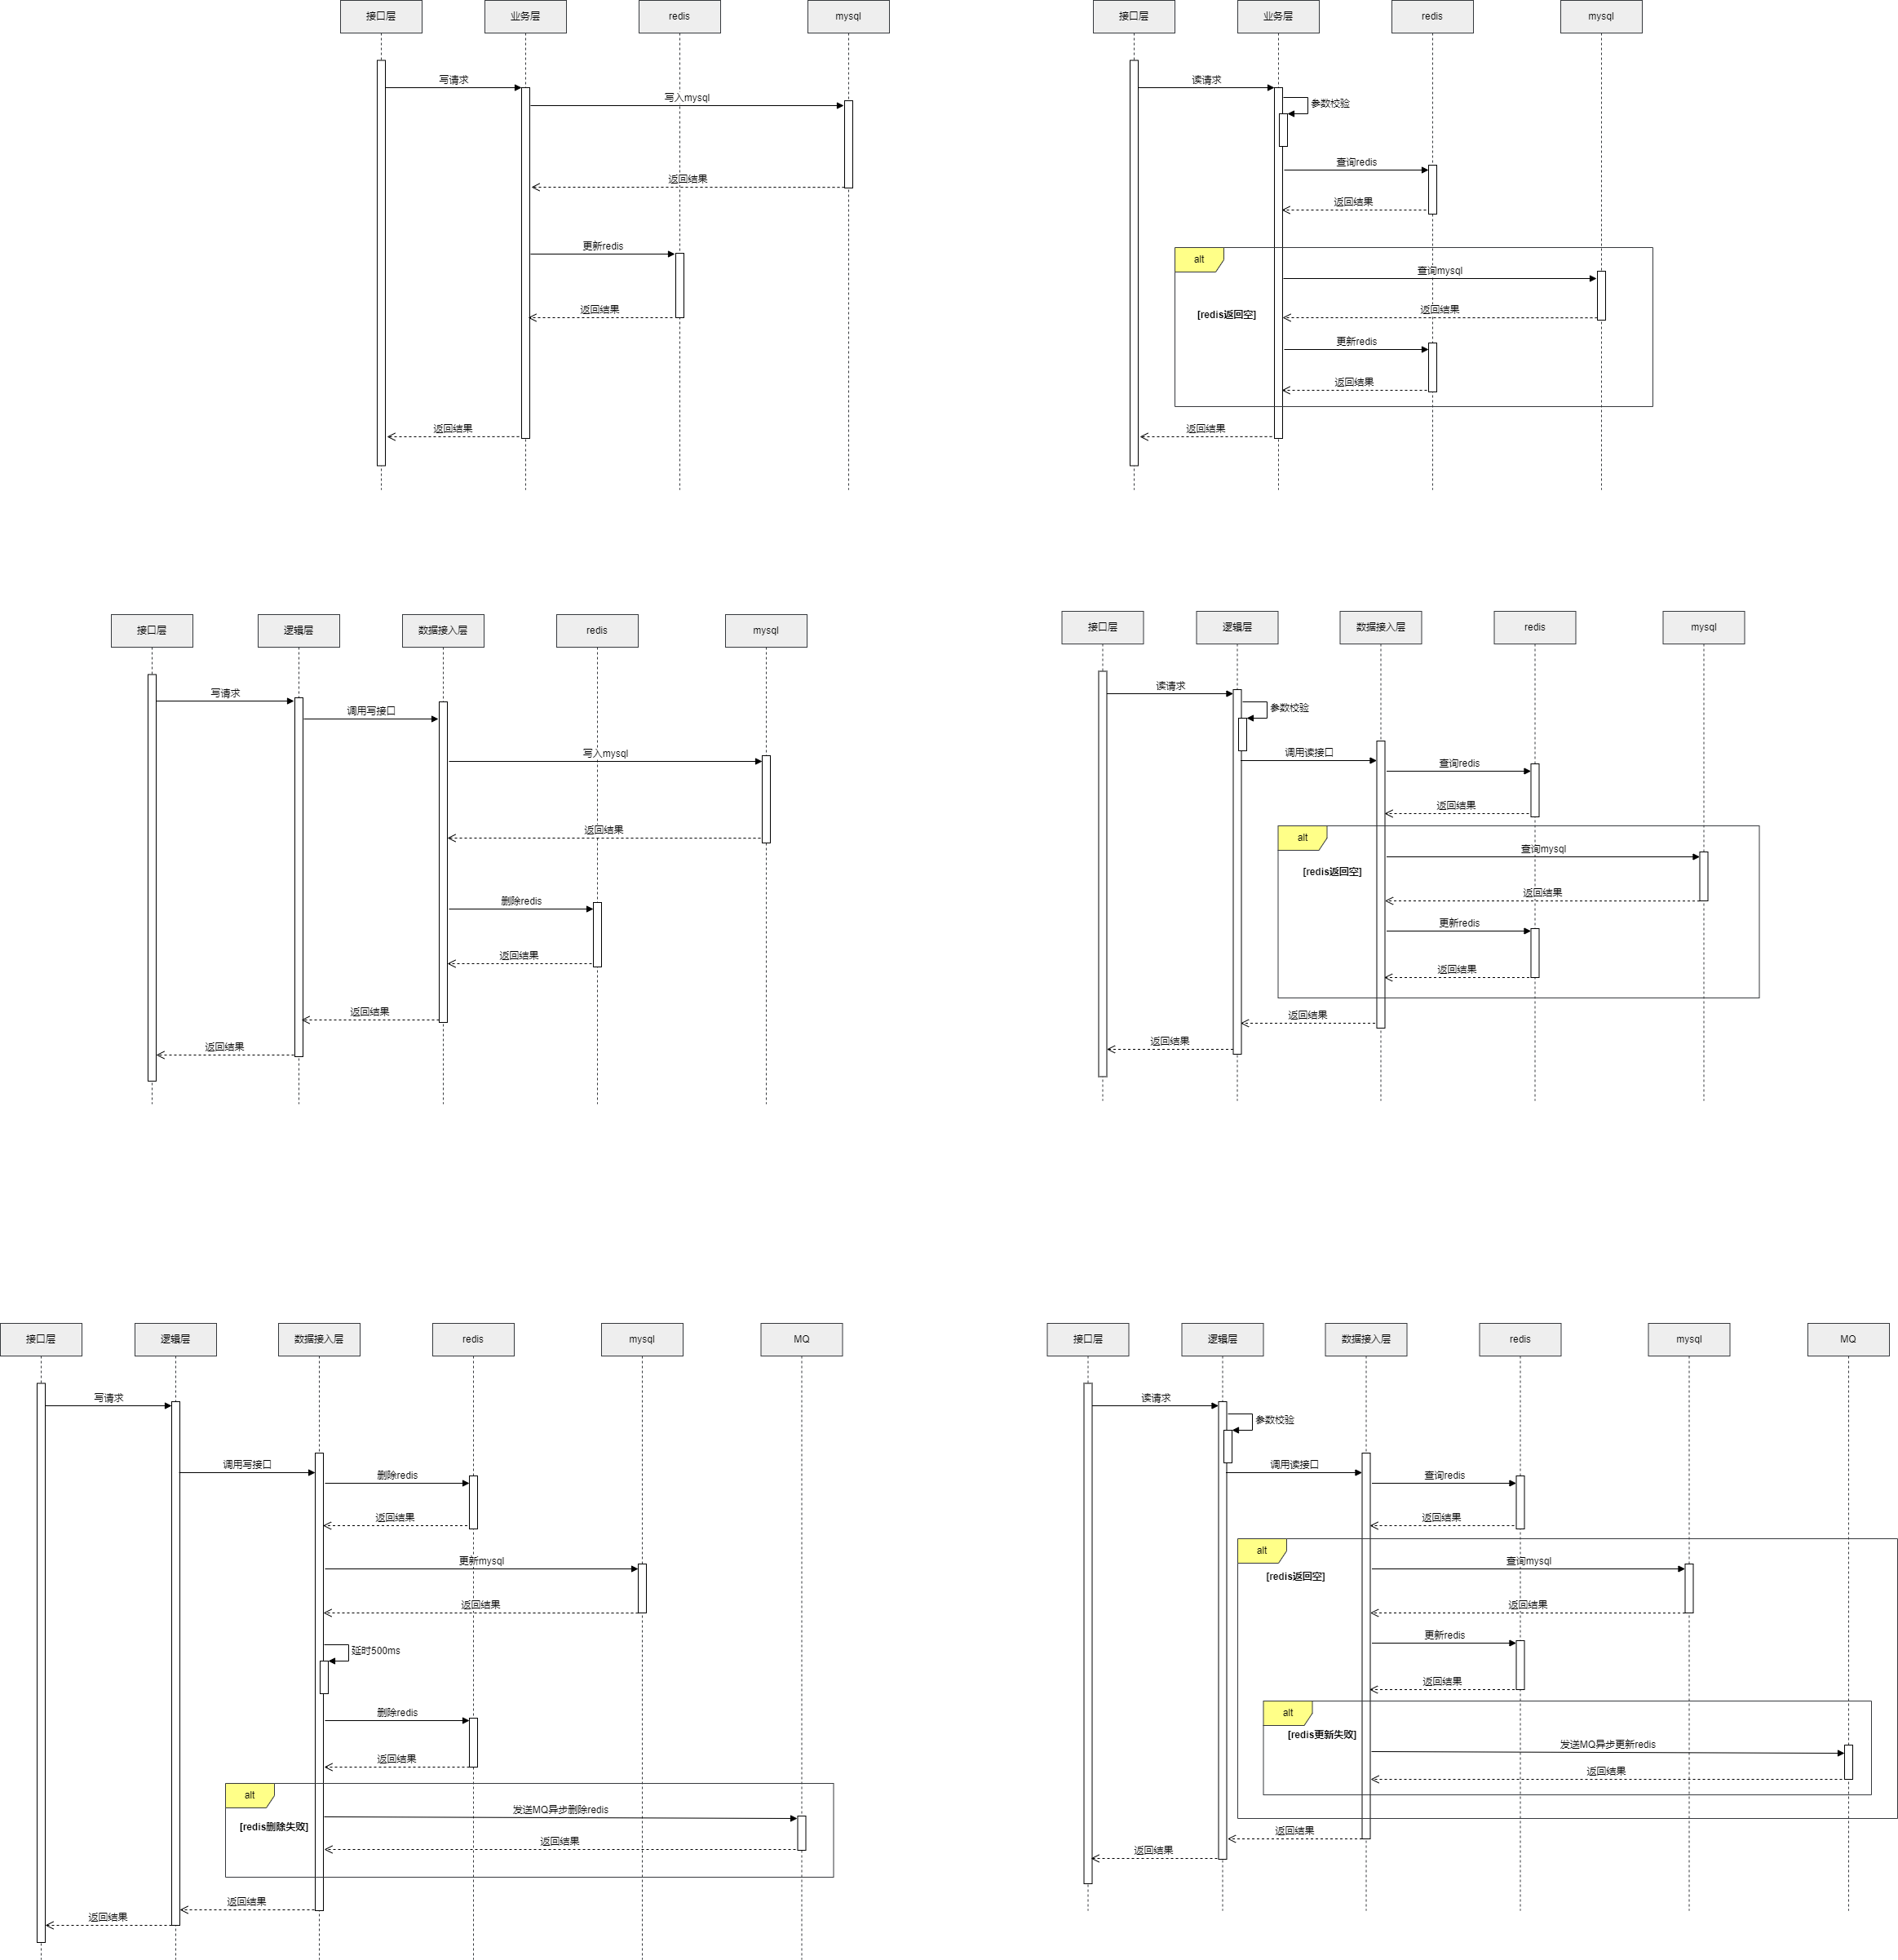 接口层
业务层
redis
mysql
写请求
写入mysql
返回结果
更新redis
返回结果
返回结果
接口层
业务层
redis
mysql
读请求
参数校验
查询redis
返回结果
alt
查询mysql
[redis返回空]
返回结果
更新redis
返回结果
返回结果
接口层
逻辑层
数据接入层
redis
mysql
写请求
调用写接口
写入mysql
返回结果
删除redis
返回结果
返回结果
返回结果
接口层
逻辑层
数据接入层
redis
mysql
读请求
参数校验
调用读接口
查询redis
返回结果
alt
查询mysql
[redis返回空]
返回结果
更新redis
返回结果
返回结果
返回结果
接口层
逻辑层
数据接入层
redis
mysql
MQ
写请求
调用写接口
删除redis
返回结果
更新mysql
返回结果
延时500ms
删除redis
返回结果
alt
发送MQ异步删除redis
[redis删除失败]
返回结果
返回结果
返回结果
接口层
逻辑层
数据接入层
redis
mysql
MQ
读请求
参数校验
调用读接口
查询redis
返回结果
alt
查询mysql
[redis返回空]
返回结果
更新redis
返回结果
alt
[redis更新失败]
发送MQ异步更新redis
返回结果
返回结果
返回结果